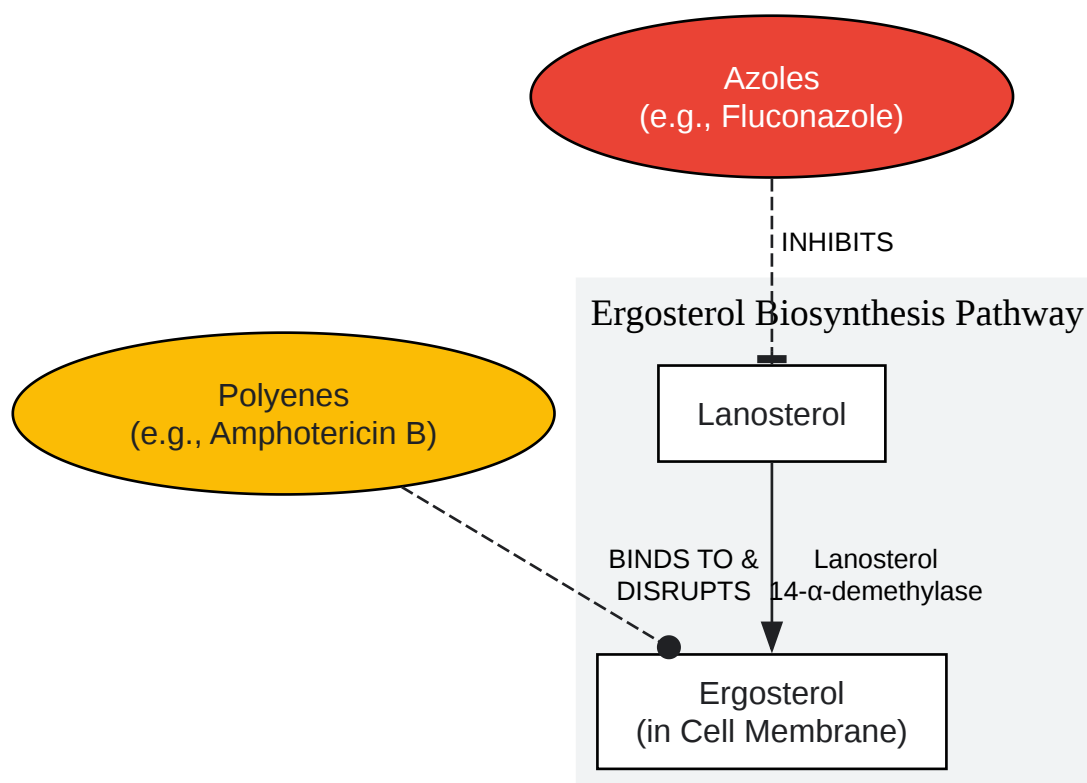 Azoles
(e.g., Fluconazole)
INHIBITS
Ergosterol Biosynthesis Pathway
Lanosterol
Polyenes
(e.g., Amphotericin B)
BINDS TO &
DISRUPTS
Lanosterol
14-α-demethylase
Ergosterol
(in Cell Membrane)